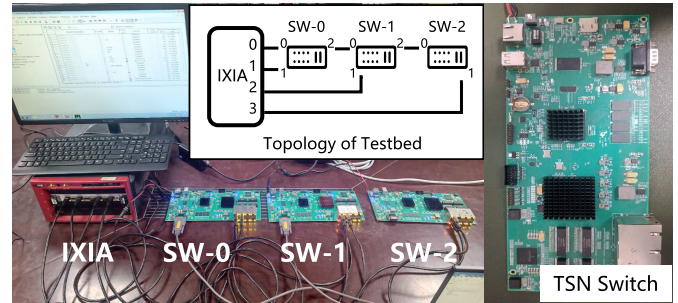 SW-0 SW-1 SW-2
0 0 2 0 2 0
1 1 1 1
IXIA
2
3
Topology of Testbed
IXIA SW-0 SW-1 SW-2
TSN Switch